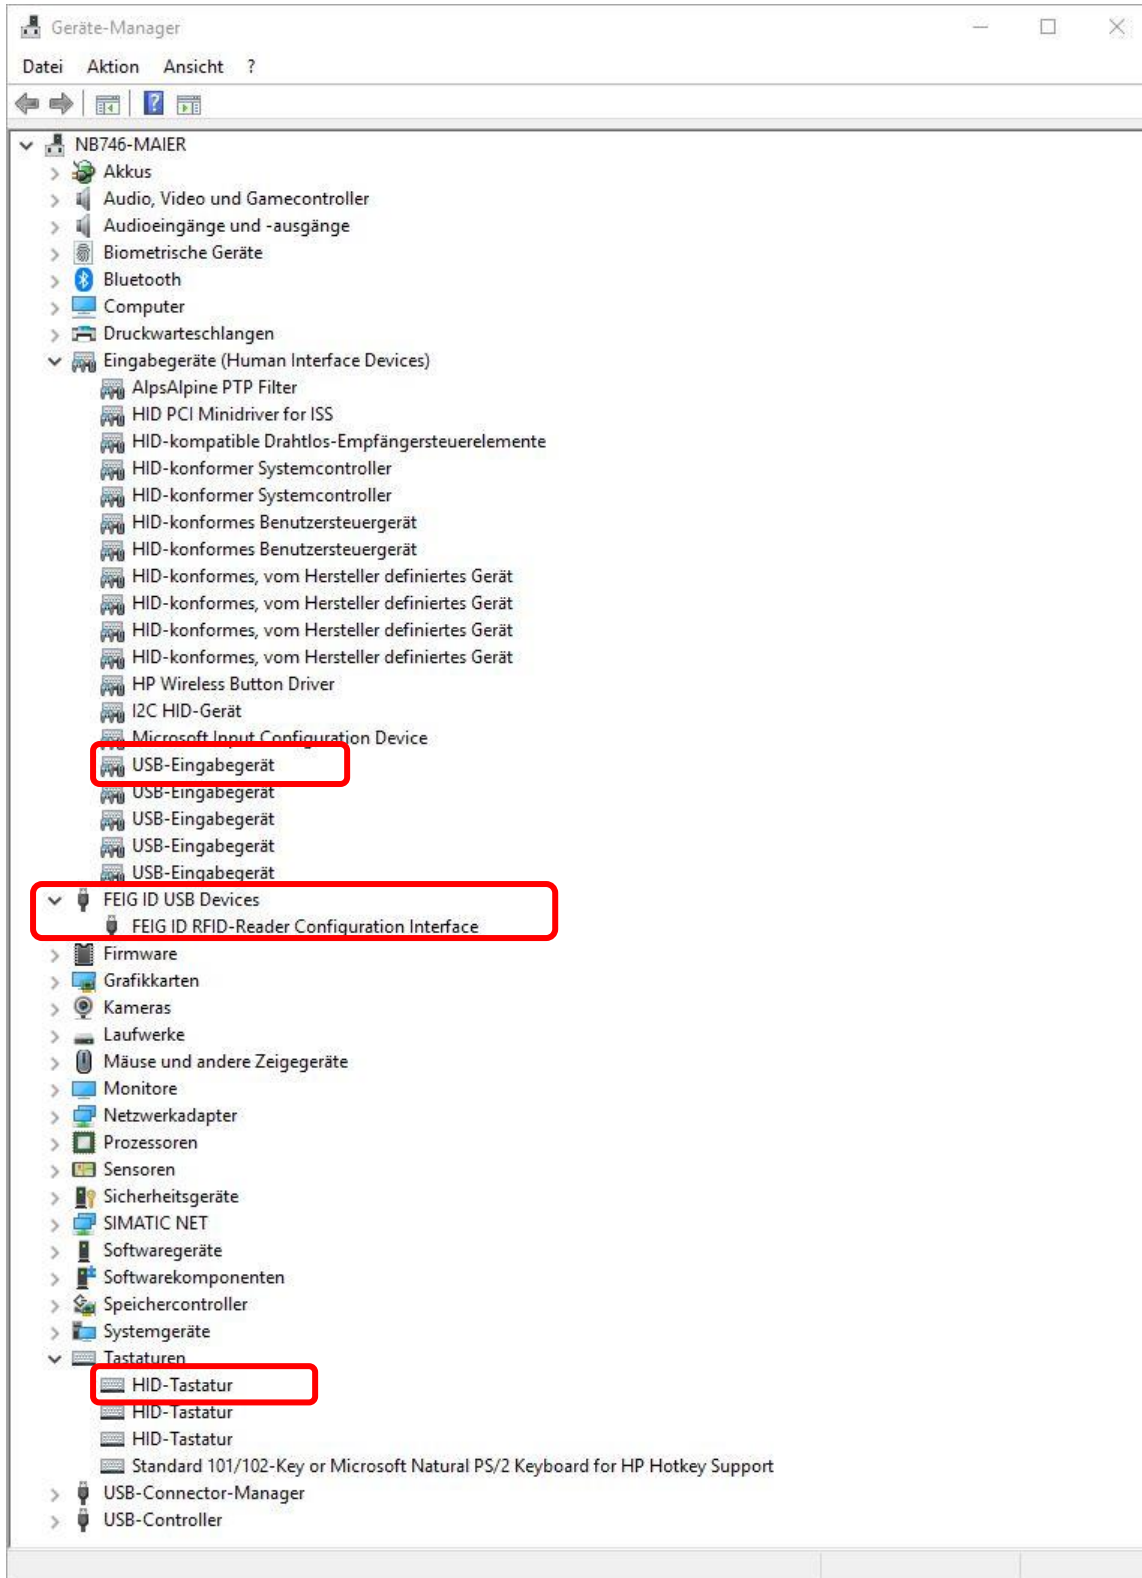 Geräte-Manager
Datei Aktion Ansicht ?
NB746-MAIER
Akkus
Audio, Video und Gamecontroller
Audioeingänge und -ausgänge
Biometrische Geräte
Bluetooth
Computer
Druckwarteschlangen
Eingabegeräte (Human Interface Devices)
AlpsAlpine PTP Filter
HID PCI Minidriver for ISS
HID-kompatible Drahtlos-Empfängersteuerelemente
HID-konformer Systemcontroller
HID-konformer Systemcontroller
HID-konformes Benutzersteuergerät
HID-konformes Benutzersteuergerät
HID-konformes, vom Hersteller definiertes Gerät
HID-konformes, vom Hersteller definiertes Gerät
HID-konformes, vom Hersteller definiertes Gerät
HID-konformes, vom Hersteller definiertes Gerät
HP Wireless Button Driver
I2C HID-Gerät
Microsoft Input Configuration Device
USB-Eingabegerät
USB-Eingabegerät
USB-Eingabegerät
USB-Eingabegerät
USB-Eingabegerät
FEIG ID USB Devices
FEIG ID RFID-Reader Configuration Interface
Firmware
Grafikkarten
Kameras
Laufwerke
Mäuse und andere Zeigegeräte
Monitore
Netzwerkadapter
Prozessoren
Sensoren
Sicherheitsgeräte
SIMATIC NET
Softwaregeräte
Softwarekomponenten
Speichercontroller
Systemgeräte
Tastaturen
HID-Tastatur
HID-Tastatur
HID-Tastatur
Standard 101/102-Key or Microsoft Natural PS/2 Keyboard for HP Hotkey Support
USB-Connector-Manager
USB-Controller